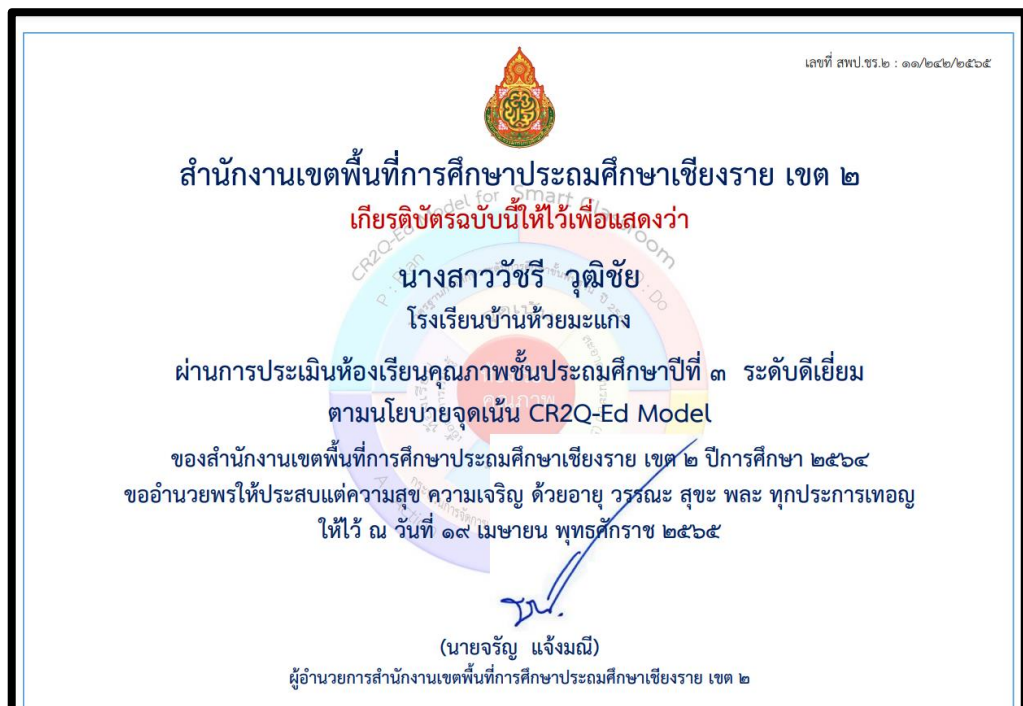 เลขที่ สพป.ชร.๒ : ๑๑/๒๔๒/๒๕๖๕
สำนักงานเขตพื้นที่การศึกษาประถมศึกษาเชียงราย เขต ๒
CR2Q-Ed Model for Smart Classroom
เกียรติบัตรฉบับนี้ให้ไว้เพื่อแสดงว่า
นางสาววัชรี วุฒิชัย
โรงเรียนบ้านห้วยมะแกง
ผ่านการประเมินห้องเรียนคุณภาพชั้นประถมศึกษาปีที่ ๓ ระดับดีเยี่ยม
ตามนโยบายจุดเน้น CR2Q-Ed Model
ของสำนักงานเขตพื้นที่การศึกษาประถมศึกษาเชียงราย เขต ๒ ปีการศึกษา ๒๕๖๔
ขออำนวยพรให้ประสบแต่ความสุข ความเจริญ ด้วยอายุ วรรณะ สุขะ พละ ทุกประการเทอญ
ให้ไว้ ณ วันที่ ๑๙ เมษายน พุทธศักราช ๒๕๖๕
(นายจรัญ แจ้งมณี)
ผู้อำนวยการสำนักงานเขตพื้นที่การศึกษาประถมศึกษาเชียงราย เขต ๒